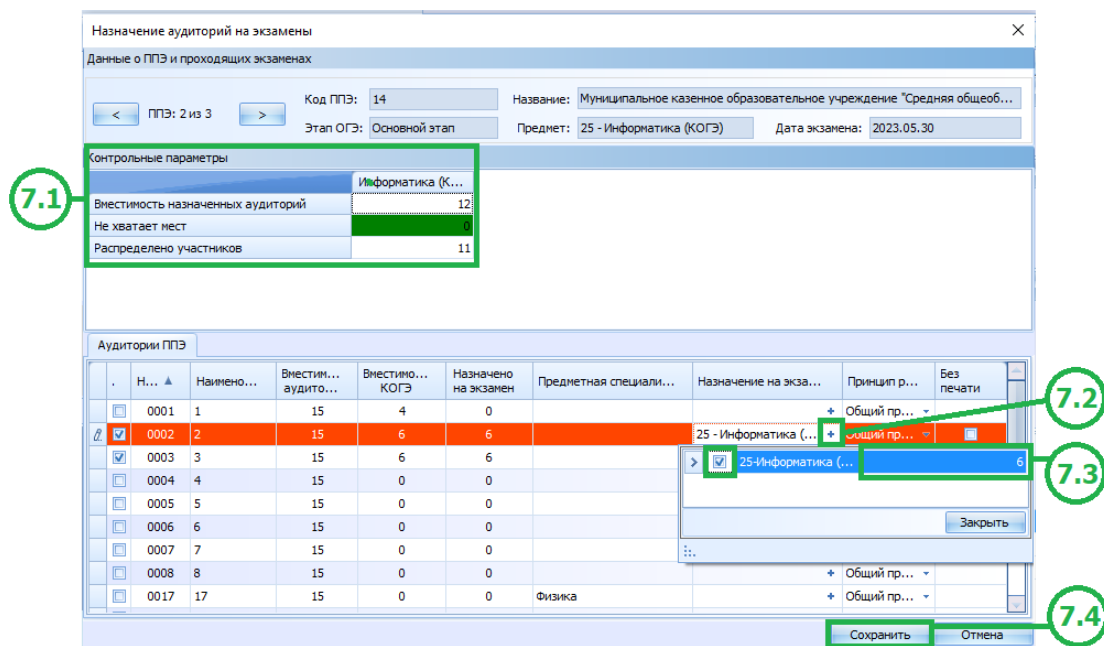 Назначение аудиторий на экзамены
Данные о ППЭ и проходящих экзаменах
< ППЭ: 2 из 3 > Код ППЭ: 14 Название: Муниципальное казенное образовательное учреждение "Средняя общеоб...
Этап ОГЭ: Основной этап Предмет: 25 - Информатика (КОГЭ) Дата экзамена: 2023.05.30
Контрольные параметры
Информатика (К...
7.1
Вместимость назначенных аудиторий 12
Не хватает мест 0
Распределено участников 11
Аудитории ППЭ
. Н... Наимено... Вместим... аудито... Вместимо... КОГЭ Назначено на экзамен Предметная специали... Назначение на экза... Принцип р... Без печати
0001 1 15 4 0 + Общий пр...
7.2
0002 2 15 6 6 25 - Информатика (... + Общий пр...
0003 3 15 6 6
> 25-Информатика (... 6
7.3
0004 4 15 0 0
0005 5 15 0 0
0006 6 15 0 0
Закрыть
0007 7 15 0 0
0008 8 15 0 0 + Общий пр...
0017 17 15 0 0 Физика + Общий пр...
7.4
Сохранить Отмена